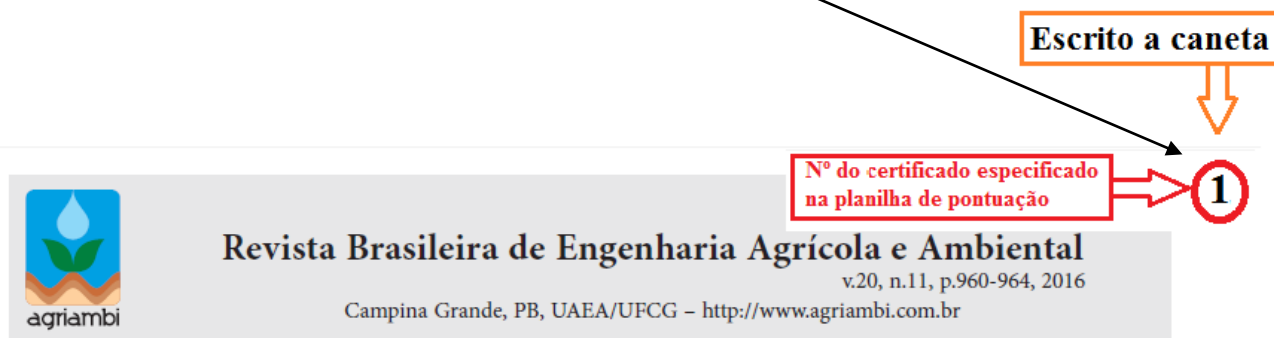 Escrito a caneta
Nº do certificado especificado
na planilha de pontuação
1
Revista Brasileira de Engenharia Agrícola e Ambiental
v.20, n.11, p.960-964, 2016
Campina Grande, PB, UAEA/UFCG – http://www.agriambi.com.br
agriambi